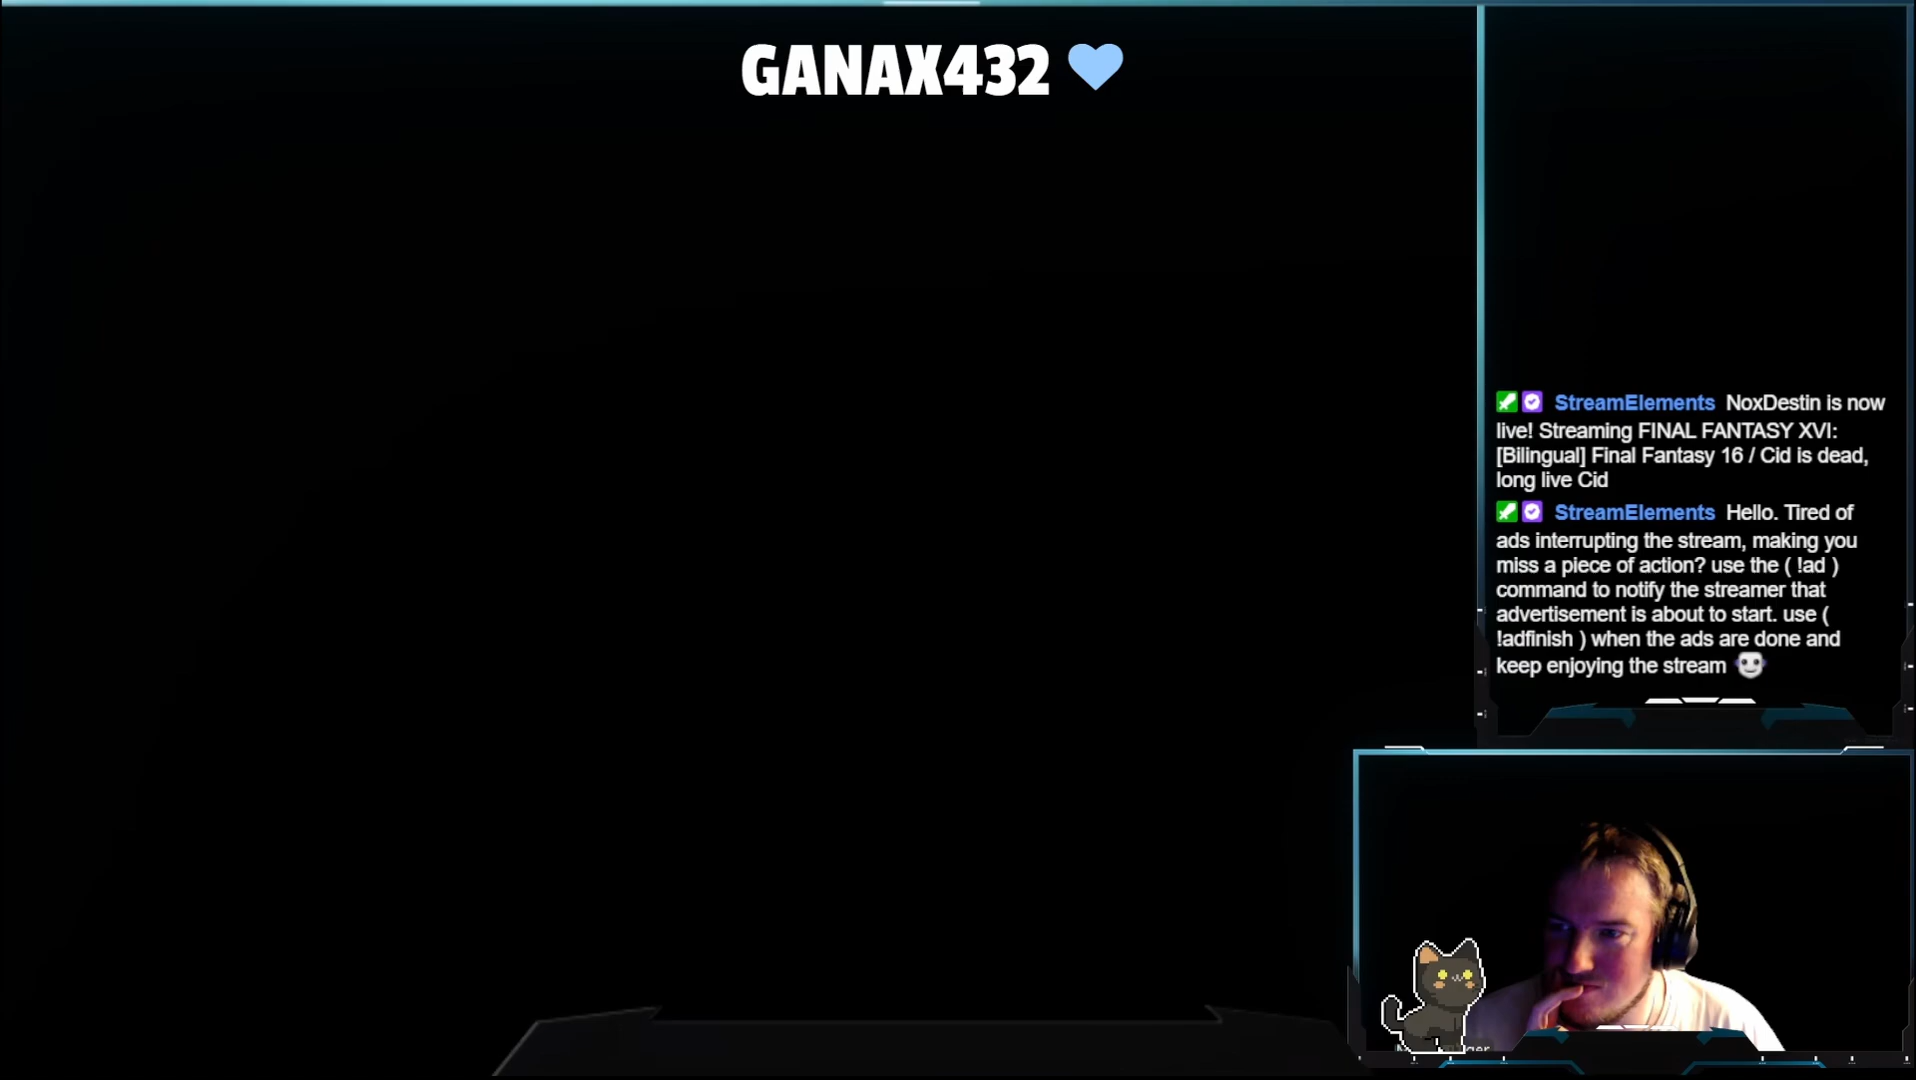 GANAX432
StreamElements NoxDestin is now
live! Streaming FINAL FANTASY XVI:
[Bilingual] Final Fantasy 16 / Cid is dead,
long live Cid
StreamElements Hello. Tired of
ads interrupting the stream, making you
miss a piece of action? use the ( !ad )
command to notify the streamer that
advertisement is about to start. use (
!adfinish ) when the ads are done and
keep enjoying the stream